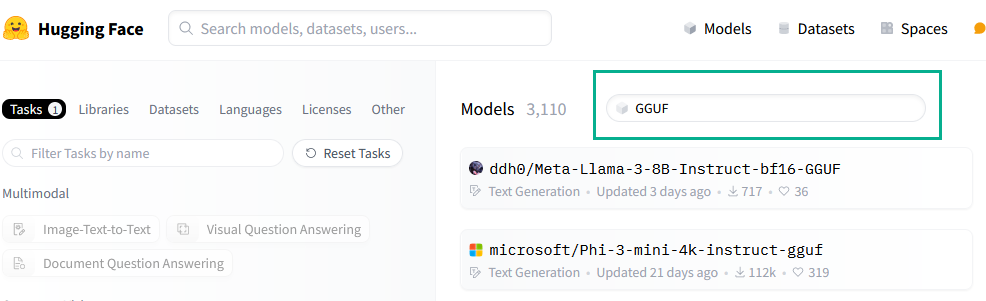 Hugging Face
Search models, datasets, users...
Models
Datasets
Spaces
Tasks 1
Libraries
Datasets
Languages
Licenses
Other
Filter Tasks by name
Reset Tasks
Multimodal
Image-Text-to-Text
Visual Question Answering
Document Question Answering
Models 3,110
GGUF
ddh0/Meta-Llama-3-8B-Instruct-bf16-GGUF
Text Generation • Updated 3 days ago • 717 • 36
microsoft/Phi-3-mini-4k-instruct-gguf
Text Generation • Updated 21 days ago • 112k • 319